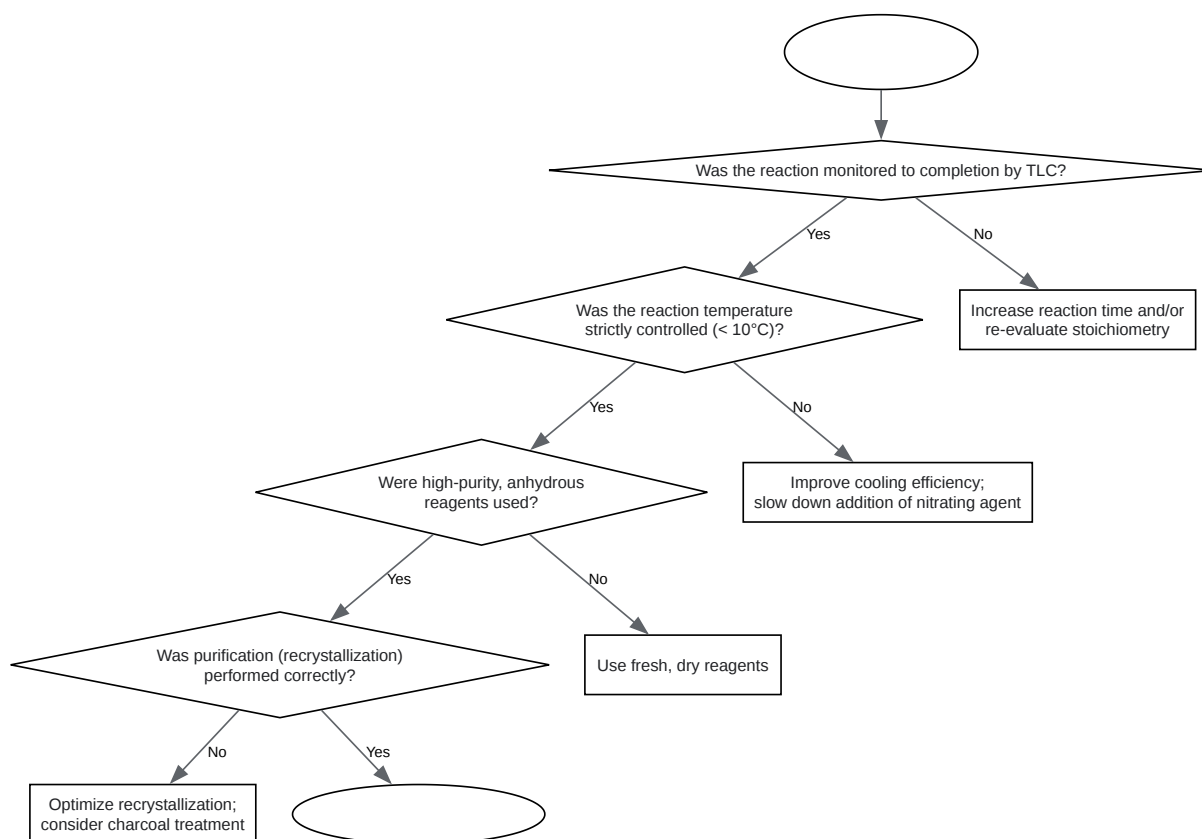 Was the reaction monitored to completion by TLC?
Yes
No
Was the reaction temperature
strictly controlled (< 10°C)?
Increase reaction time and/or
re-evaluate stoichiometry
Yes
No
Were high-purity, anhydrous
reagents used?
Improve cooling efficiency;
slow down addition of nitrating agent
Yes
No
Was purification (recrystallization)
performed correctly?
Use fresh, dry reagents
No
Yes
Optimize recrystallization;
consider charcoal treatment